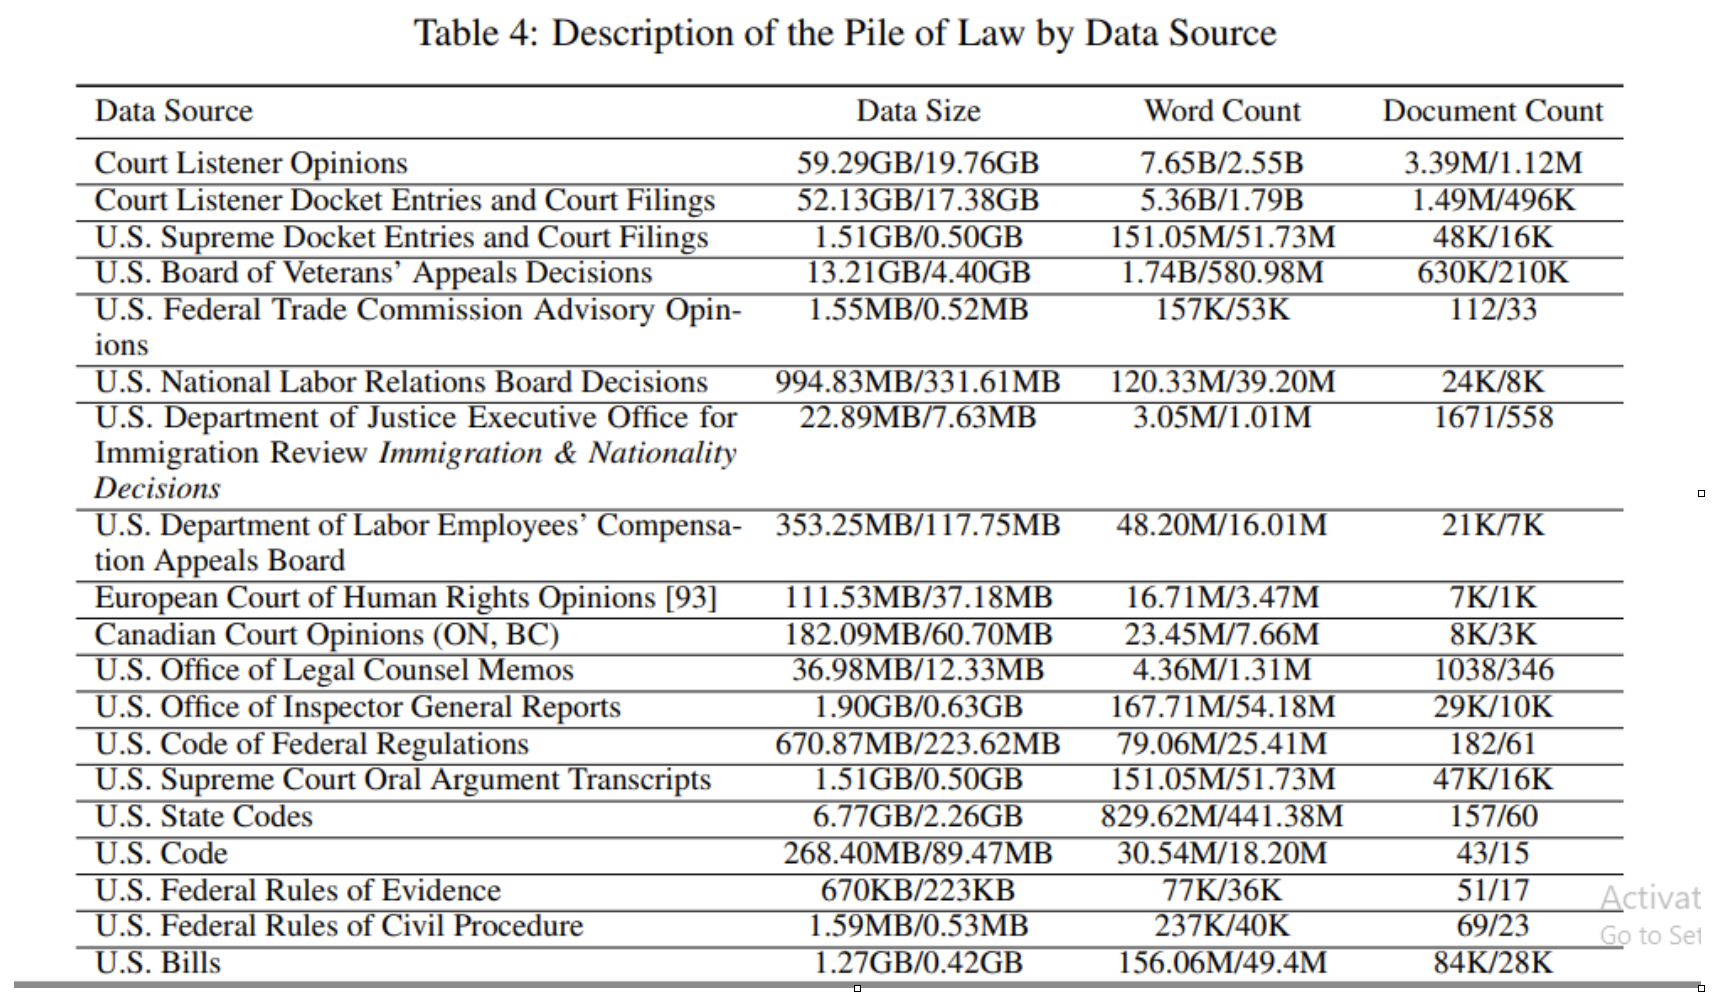 Table 4: Description of the Pile of Law by Data Source
Data Source Data Size Word Count Document Count
Court Listener Opinions 59.29GB/19.76GB 7.65B/2.55B 3.39M/1.12M
Court Listener Docket Entries and Court Filings 52.13GB/17.38GB 5.36B/1.79B 1.49M/496K
U.S. Supreme Docket Entries and Court Filings 1.51GB/0.50GB 151.05M/51.73M 48K/16K
U.S. Board of Veterans’ Appeals Decisions 13.21GB/4.40GB 1.74B/580.98M 630K/210K
U.S. Federal Trade Commission Advisory Opin- 1.55MB/0.52MB 157K/53K 112/33
ions
U.S. National Labor Relations Board Decisions 994.83MB/331.61MB 120.33M/39.20M 24K/8K
U.S. Department of Justice Executive Office for 22.89MB/7.63MB 3.05M/1.01M 1671/558
Immigration Review Immigration & Nationality
Decisions
U.S. Department of Labor Employees’ Compensa- 353.25MB/117.75MB 48.20M/16.01M 21K/7K
tion Appeals Board
European Court of Human Rights Opinions [93] 111.53MB/37.18MB 16.71M/3.47M 7K/1K
Canadian Court Opinions (ON, BC) 182.09MB/60.70MB 23.45M/7.66M 8K/3K
U.S. Office of Legal Counsel Memos 36.98MB/12.33MB 4.36M/1.31M 1038/346
U.S. Office of Inspector General Reports 1.90GB/0.63GB 167.71M/54.18M 29K/10K
U.S. Code of Federal Regulations 670.87MB/223.62MB 79.06M/25.41M 182/61
U.S. Supreme Court Oral Argument Transcripts 1.51GB/0.50GB 151.05M/51.73M 47K/16K
U.S. State Codes 6.77GB/2.26GB 829.62M/441.38M 157/60
U.S. Code 268.40MB/89.47MB 30.54M/18.20M 43/15
U.S. Federal Rules of Evidence 670KB/223KB 77K/36K 51/17
U.S. Federal Rules of Civil Procedure 1.59MB/0.53MB 237K/40K 69/23
U.S. Bills 1.27GB/0.42GB 156.06M/49.4M 84K/28K
Activat
Go to Set